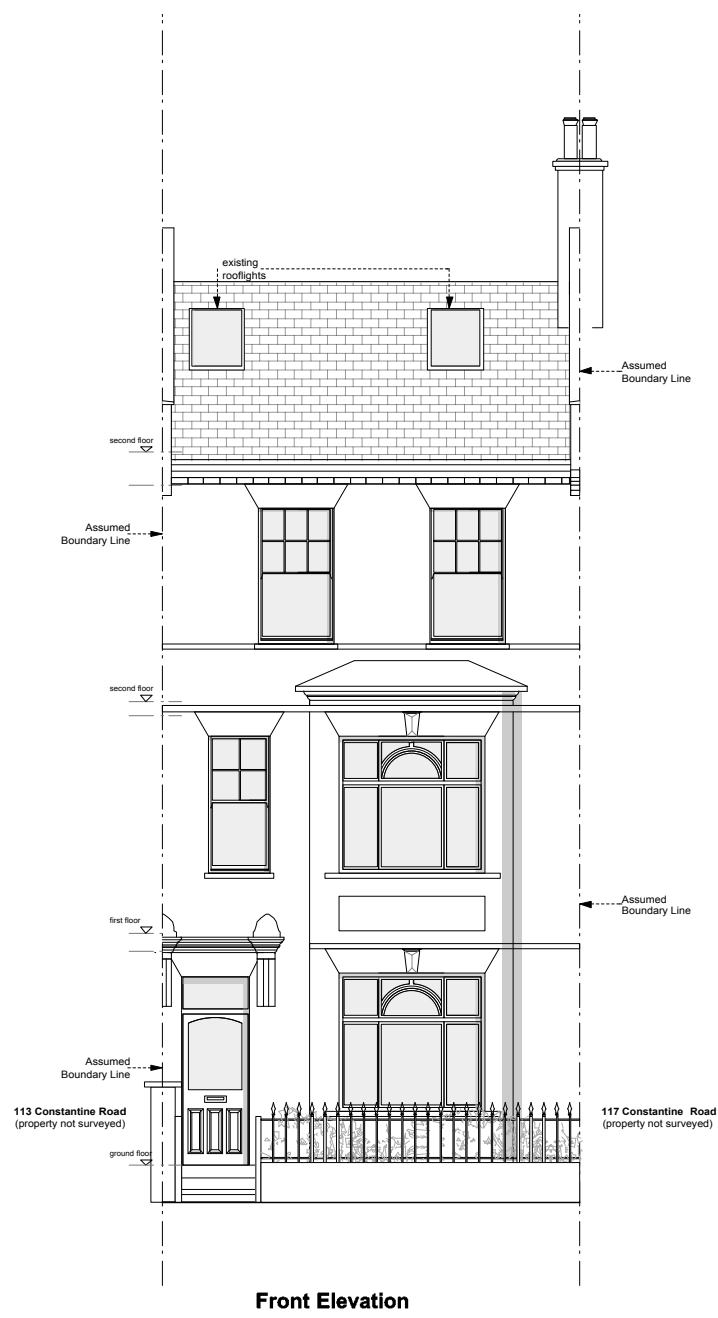 existing
rooflights
Assumed
Boundary Line
second floor
Assumed
Boundary Line
second floor
first floor
Assumed
Boundary Line
Assumed
Boundary Line
113 Constantine Road
(property not surveyed)
117 Constantine Road
(property not surveyed)
ground floor
Front Elevation